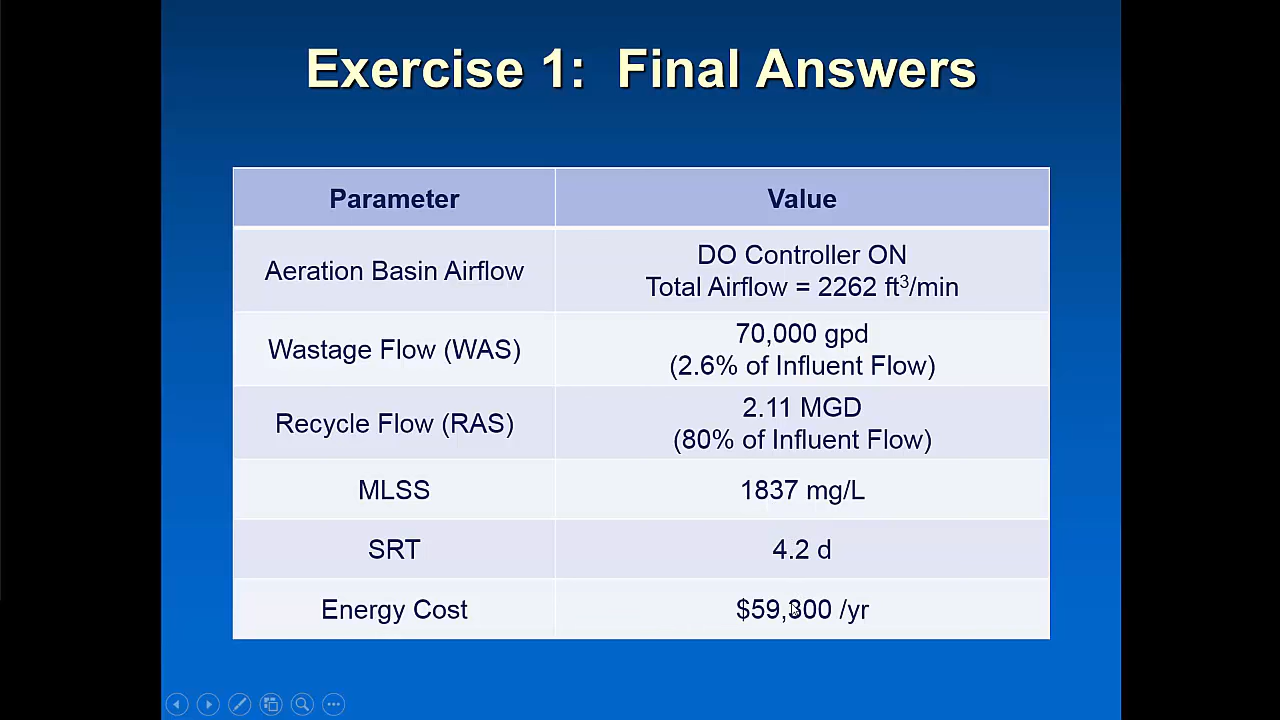 Exercise 1:  Final Answers
Parameter
Value
Aeration Basin Airflow
DO Controller ON
Total Airflow = 2262 ft³/min
Wastage Flow (WAS)
70,000 gpd
(2.6% of Influent Flow)
Recycle Flow (RAS)
2.11 MGD
(80% of Influent Flow)
MLSS
1837 mg/L
SRT
4.2 d
Energy Cost
$59,300 /yr